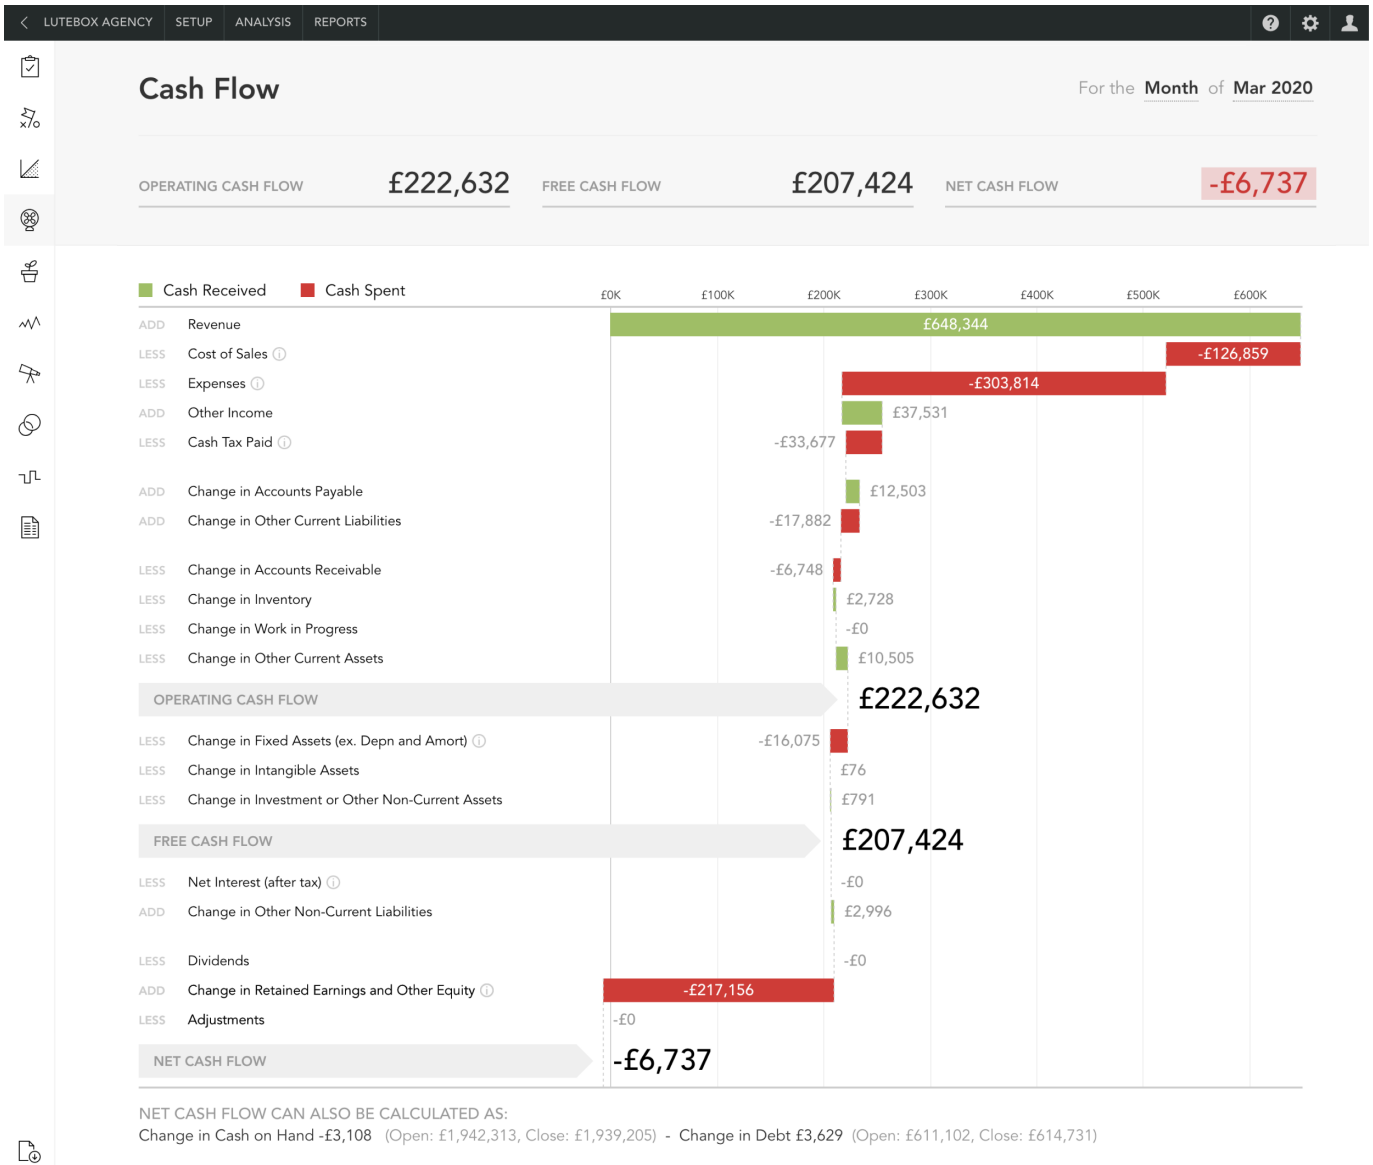 LUTEBOX AGENCY SETUP ANALYSIS REPORTS
Cash Flow
For the Month of Mar 2020
OPERATING CASH FLOW £222,632 FREE CASH FLOW £207,424 NET CASH FLOW -£6,737
Cash Received Cash Spent £0K £100K £200K £300K £400K £500K £600K
ADD Revenue £648,344
LESS Cost of Sales -£126,859
LESS Expenses -£303,814
ADD Other Income £37,531
LESS Cash Tax Paid -£33,677
ADD Change in Accounts Payable £12,503
ADD Change in Other Current Liabilities -£17,882
LESS Change in Accounts Receivable -£6,748
LESS Change in Inventory £2,728
LESS Change in Work in Progress -£0
LESS Change in Other Current Assets £10,505
OPERATING CASH FLOW £222,632
LESS Change in Fixed Assets (ex. Depn and Amort) -£16,075
LESS Change in Intangible Assets £76
LESS Change in Investment or Other Non-Current Assets £791
FREE CASH FLOW £207,424
LESS Net Interest (after tax) -£0
ADD Change in Other Non-Current Liabilities £2,996
LESS Dividends -£0
ADD Change in Retained Earnings and Other Equity -£217,156
LESS Adjustments -£0
NET CASH FLOW -£6,737
NET CASH FLOW CAN ALSO BE CALCULATED AS:
Change in Cash on Hand -£3,108 (Open: £1,942,313, Close: £1,939,205) - Change in Debt £3,629 (Open: £611,102, Close: £614,731)